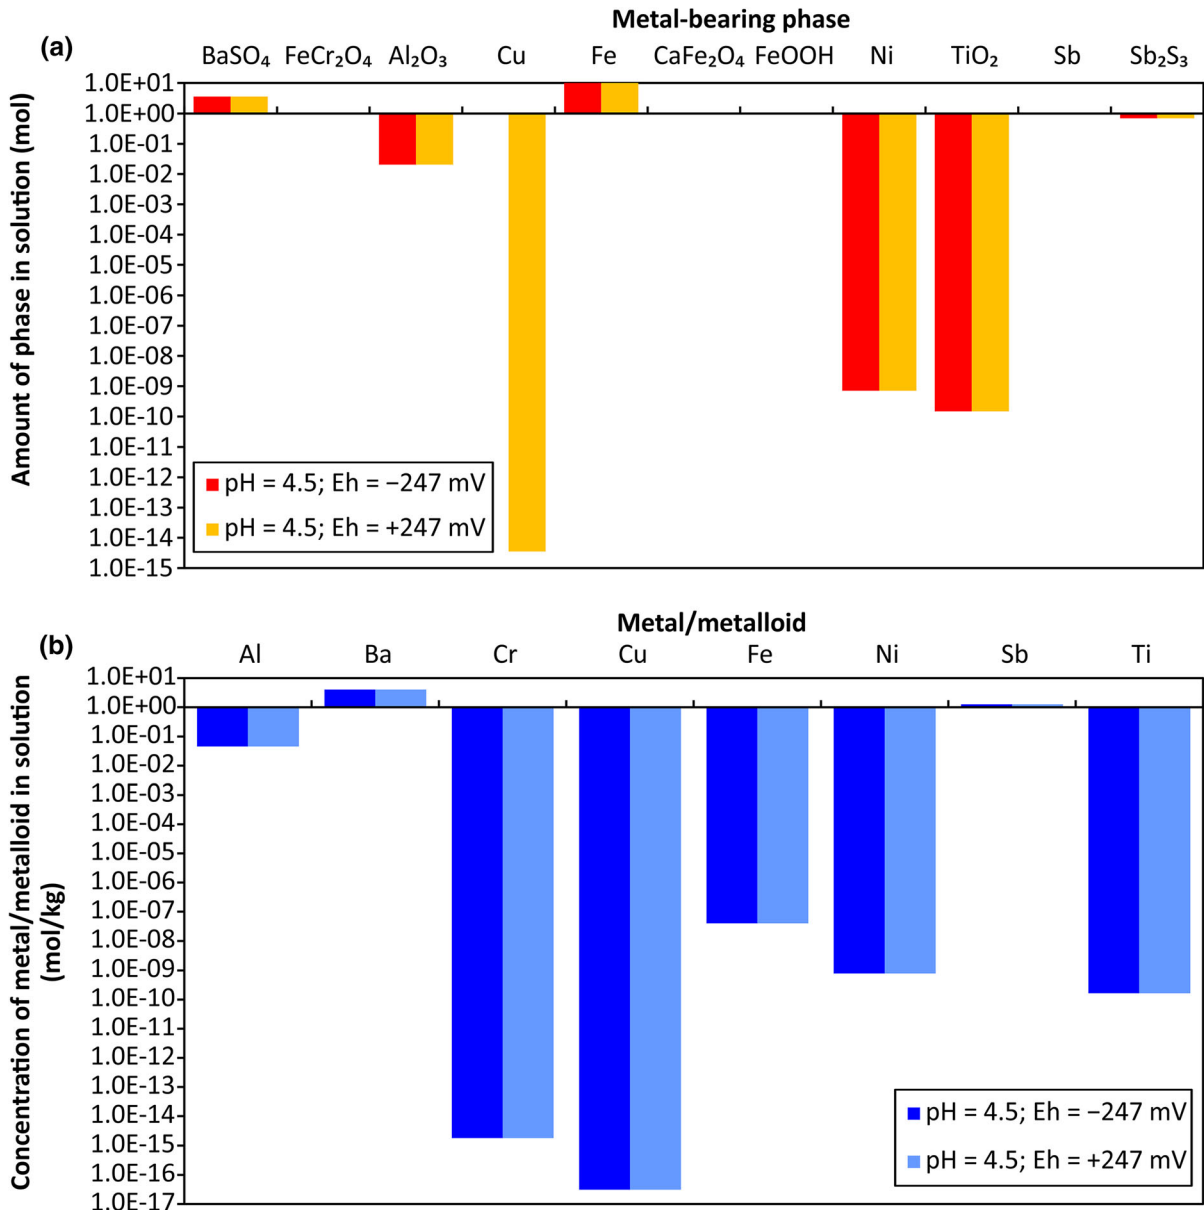 Metal-bearing phase
(a)
BaSO₄ FeCr₂O₄ Al₂O₃ Cu Fe CaFe₂O₄ FeOOH Ni TiO₂ Sb Sb₂S₃
Amount of phase in solution (mol)
1.0E+01
1.0E+00
1.0E-01
1.0E-02
1.0E-03
1.0E-04
1.0E-05
1.0E-06
1.0E-07
1.0E-08
1.0E-09
1.0E-10
1.0E-11
1.0E-12
1.0E-13
1.0E-14
1.0E-15
pH = 4.5; Eh = −247 mV
pH = 4.5; Eh = +247 mV
Metal/metalloid
(b)
Al Ba Cr Cu Fe Ni Sb Ti
Concentration of metal/metalloid in solution
(mol/kg)
1.0E+01
1.0E+00
1.0E-01
1.0E-02
1.0E-03
1.0E-04
1.0E-05
1.0E-06
1.0E-07
1.0E-08
1.0E-09
1.0E-10
1.0E-11
1.0E-12
1.0E-13
1.0E-14
1.0E-15
1.0E-16
1.0E-17
pH = 4.5; Eh = −247 mV
pH = 4.5; Eh = +247 mV